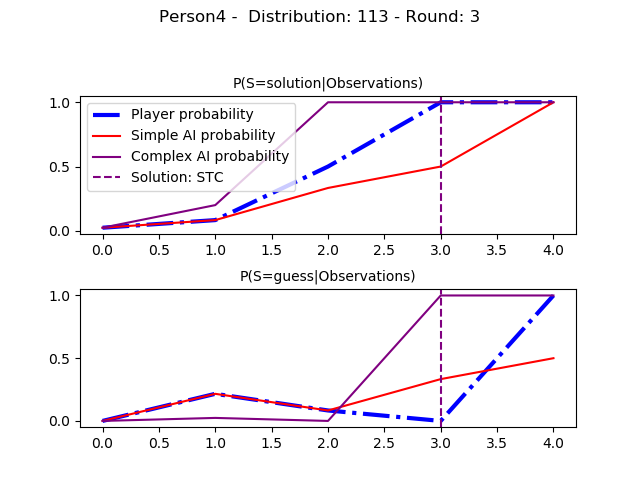 Person4 -  Distribution: 113 - Round: 3
P(S=solution|Observations)
1.0
0.5
0.0
Player probability
Simple AI probability
Complex AI probability
Solution: STC
0.0 0.5 1.0 1.5 2.0 2.5 3.0 3.5 4.0
P(S=guess|Observations)
1.0
0.5
0.0
0.0 0.5 1.0 1.5 2.0 2.5 3.0 3.5 4.0